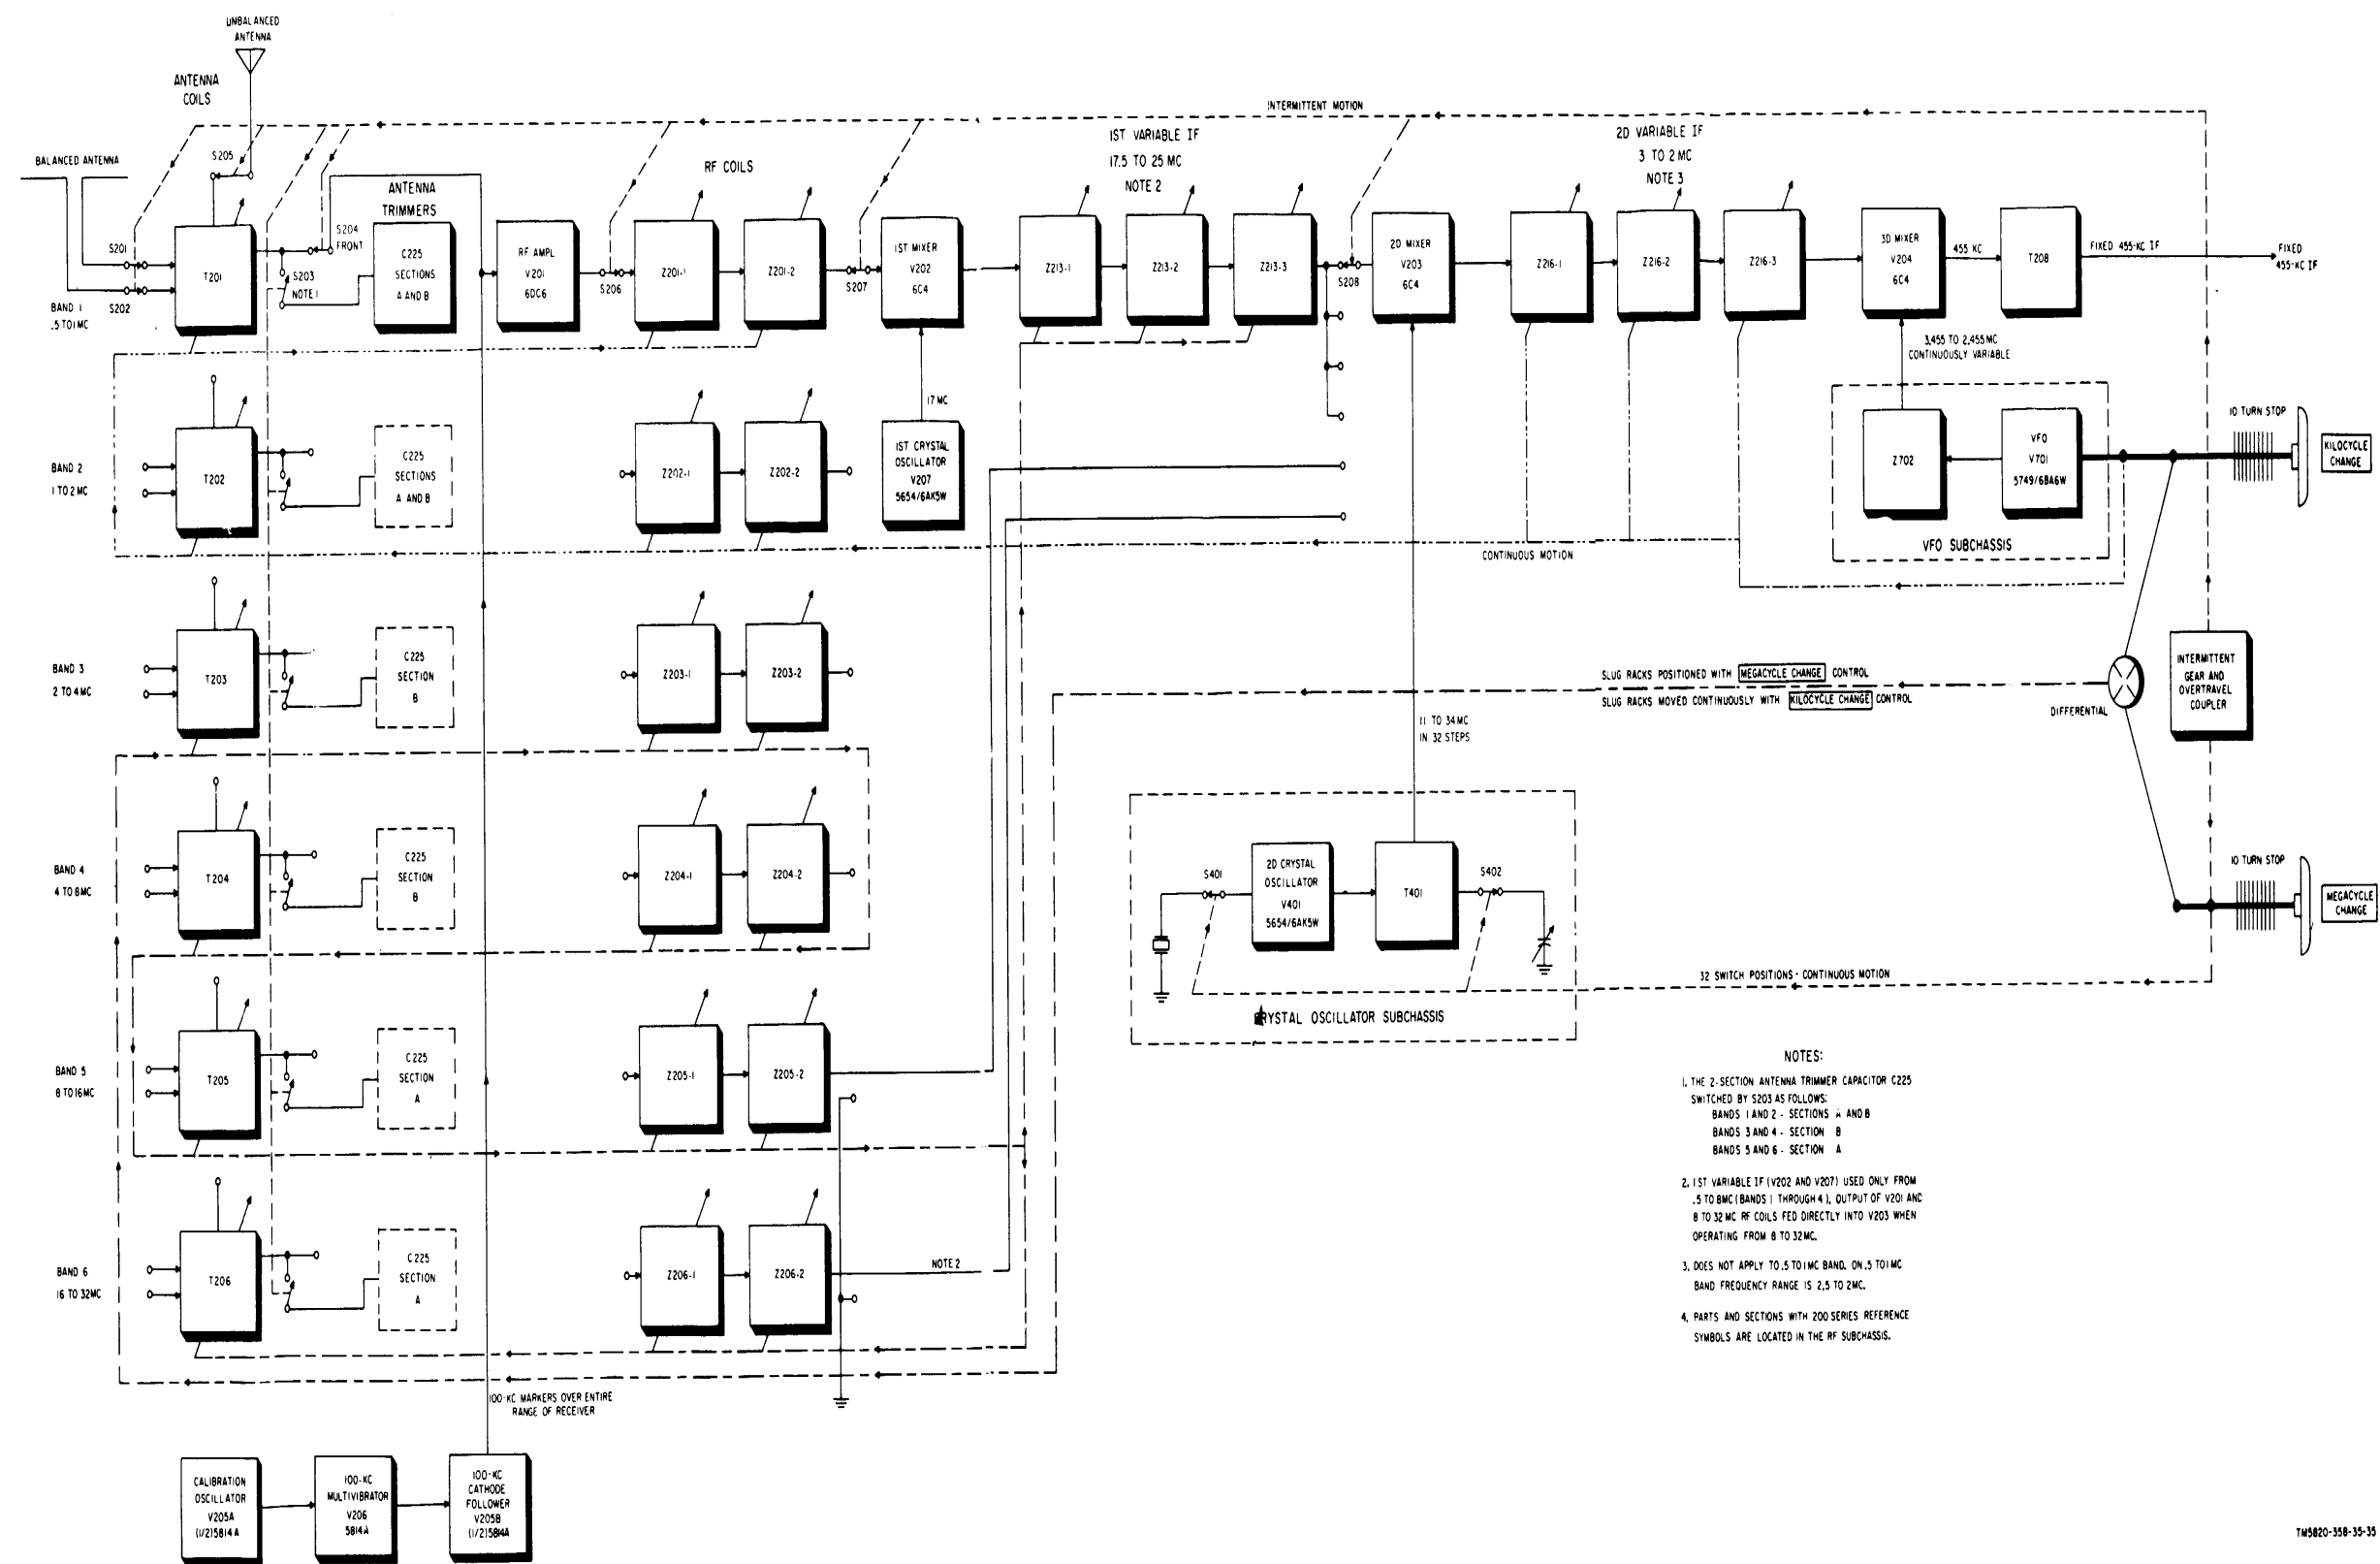 UNBALANCED
ANTENNA
ANTENNA
COILS
BALANCED ANTENNA
S205
INTERMITTENT MOTION
ANTENNA
TRIMMERS
RF COILS
1ST VARIABLE IF
17.5 TO 25 MC
NOTE 2
2D VARIABLE IF
3 TO 2 MC
NOTE 3
S201
S202
BAND 1
.5 TO 1 MC
T201
S203
NOTE 1
S204
FRONT
C225
SECTIONS
A AND B
RF AMPL
V201
6DC6
S206
Z201-1
Z201-2
S207
1ST MIXER
V202
6C4
Z213-1
Z213-2
Z213-3
S208
2D MIXER
V203
6C4
Z216-1
Z216-2
Z216-3
3D MIXER
V204
6C4
455 KC
T208
FIXED 455-KC IF
FIXED
455-KC IF
3.455 TO 2.455 MC
CONTINUOUSLY VARIABLE
BAND 2
1 TO 2 MC
T202
C225
SECTIONS
A AND B
Z202-1
Z202-2
17 MC
1ST CRYSTAL
OSCILLATOR
V207
5654/6AK5W
Z702
VFO
V701
5749/6BA6W
VFO SUBCHASSIS
10 TURN STOP
KILOCYCLE
CHANGE
CONTINUOUS MOTION
BAND 3
2 TO 4 MC
T203
C225
SECTION
B
Z203-1
Z203-2
SLUG RACKS POSITIONED WITH MEGACYCLE CHANGE CONTROL
SLUG RACKS MOVED CONTINUOUSLY WITH KILOCYCLE CHANGE CONTROL
DIFFERENTIAL
INTERMITTENT
GEAR AND
OVERTRAVEL
COUPLER
11 TO 34 MC
IN 32 STEPS
BAND 4
4 TO 8 MC
T204
C225
SECTION
B
Z204-1
Z204-2
S401
2D CRYSTAL
OSCILLATOR
V401
5654/6AK5W
T401
S402
10 TURN STOP
MEGACYCLE
CHANGE
32 SWITCH POSITIONS - CONTINUOUS MOTION
CRYSTAL OSCILLATOR SUBCHASSIS
BAND 5
8 TO 16 MC
T205
C225
SECTION
A
Z205-1
Z205-2
BAND 6
16 TO 32 MC
T206
C225
SECTION
A
Z206-1
Z206-2
NOTE 2
NOTES:
1. THE 2-SECTION ANTENNA TRIMMER CAPACITOR C225
SWITCHED BY S203 AS FOLLOWS:
BANDS 1 AND 2 - SECTIONS A AND B
BANDS 3 AND 4 - SECTION B
BANDS 5 AND 6 - SECTION A
2. 1ST VARIABLE IF (V202 AND V207) USED ONLY FROM
.5 TO 8MC (BANDS 1 THROUGH 4). OUTPUT OF V201 AND
8 TO 32 MC RF COILS FED DIRECTLY INTO V203 WHEN
OPERATING FROM 8 TO 32MC.
3. DOES NOT APPLY TO .5 TO 1 MC BAND. ON .5 TO 1 MC
BAND FREQUENCY RANGE IS 2.5 TO 2MC.
4. PARTS AND SECTIONS WITH 200 SERIES REFERENCE
SYMBOLS ARE LOCATED IN THE RF SUBCHASSIS.
100-KC MARKERS OVER ENTIRE
RANGE OF RECEIVER
CALIBRATION
OSCILLATOR
V205A
(1/2)5814A
100-KC
MULTIVIBRATOR
V206
5814A
100-KC
CATHODE
FOLLOWER
V205B
(1/2)5814A
TM5820-358-35-35